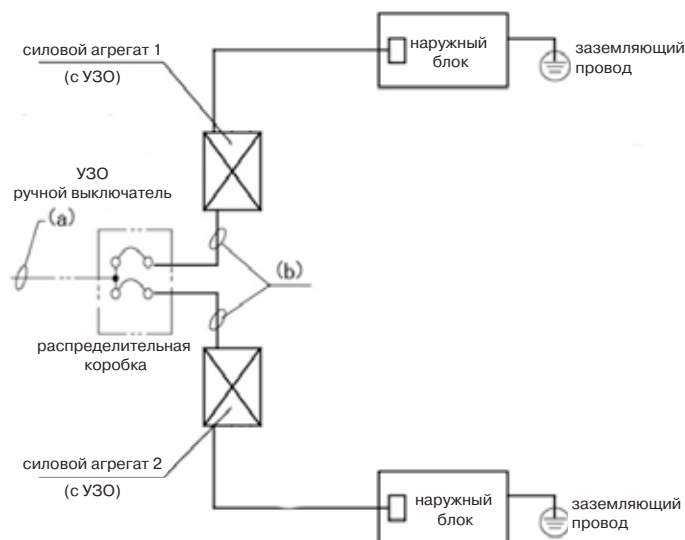 силовой агрегат 1
(с УЗО)
наружный
блок
заземляющий
провод
УЗО
ручной выключатель
(a)
(b)
распределительная
коробка
силовой агрегат 2
(с УЗО)
наружный
блок
заземляющий
провод